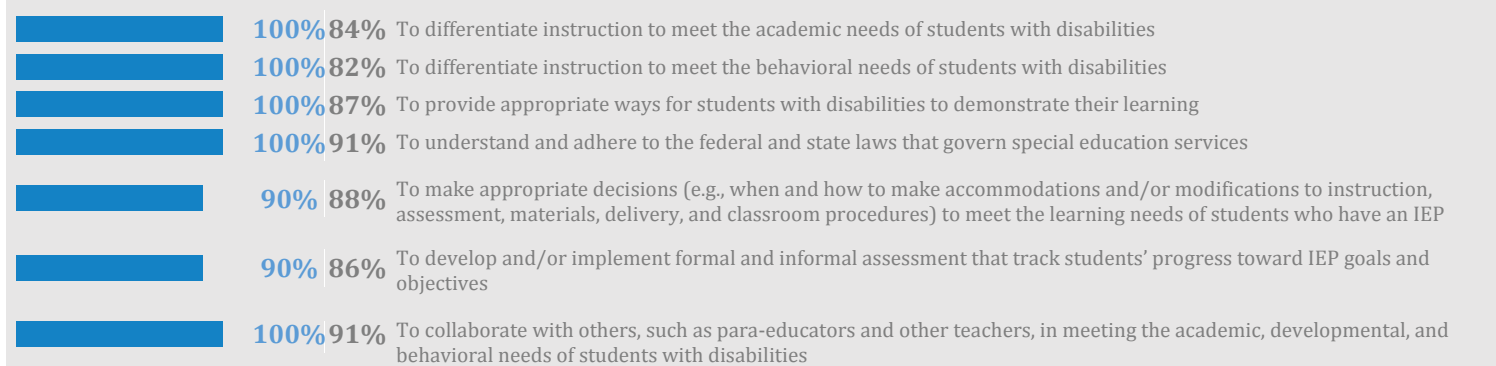 100% 84% To differentiate instruction to meet the academic needs of students with disabilities
100% 82% To differentiate instruction to meet the behavioral needs of students with disabilities
100% 87% To provide appropriate ways for students with disabilities to demonstrate their learning
100% 91% To understand and adhere to the federal and state laws that govern special education services
90% 88% To make appropriate decisions (e.g., when and how to make accommodations and/or modifications to instruction,
assessment, materials, delivery, and classroom procedures) to meet the learning needs of students who have an IEP
90% 86% To develop and/or implement formal and informal assessment that track students’ progress toward IEP goals and
objectives
100% 91% To collaborate with others, such as para-educators and other teachers, in meeting the academic, developmental, and
behavioral needs of students with disabilities